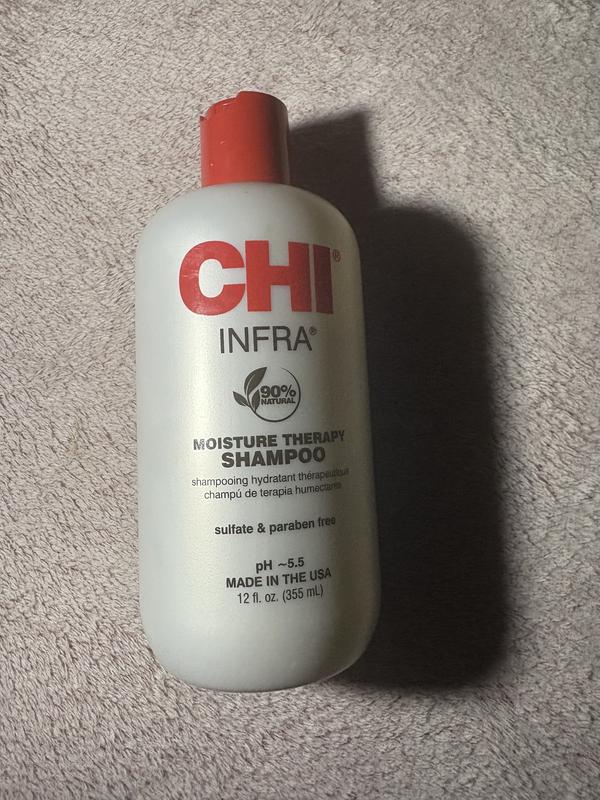 CHI®
INFRA®
90%
NATURAL
MOISTURE THERAPY
SHAMPOO
shampooing hydratant thérapeutique
champú de terapia humectante
sulfate & paraben free
pH ~5.5
MADE IN THE USA
12 fl. oz. (355 mL)